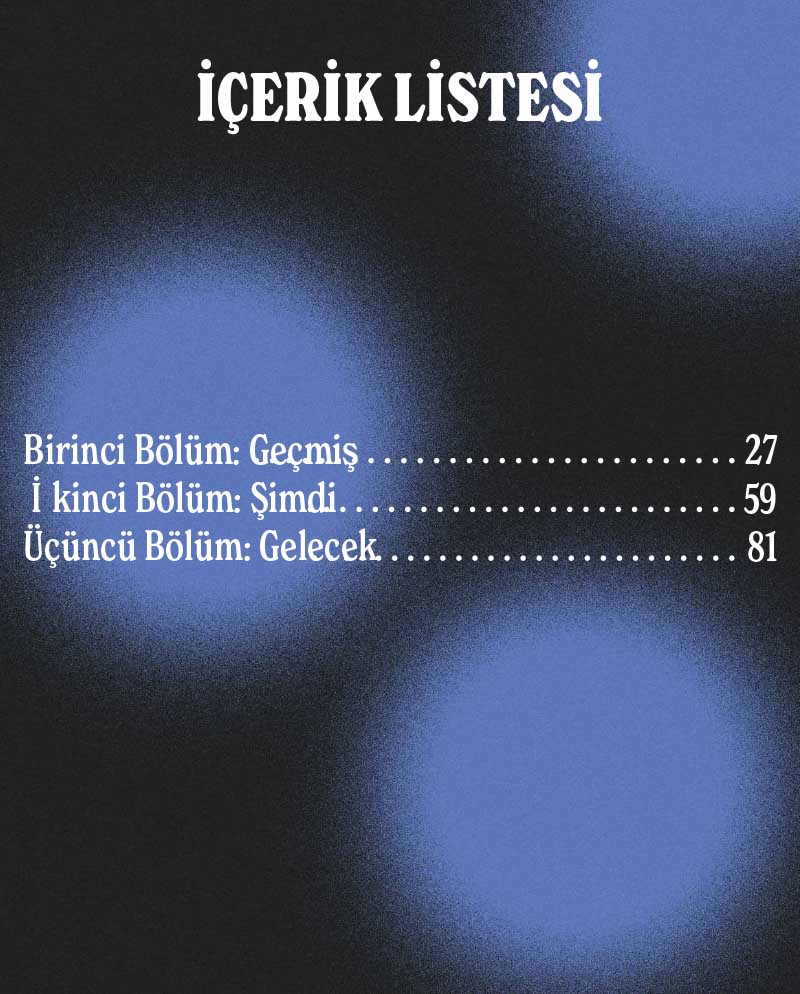 İÇERİK LİSTESİ
Birinci Bölüm: Geçmiş . . . . . . . . . . . . . . . . . . . . . . . . 27
İ kinci Bölüm: Şimdi. . . . . . . . . . . . . . . . . . . . . . . . . . 59
Üçüncü Bölüm: Gelecek. . . . . . . . . . . . . . . . . . . . . . . 81